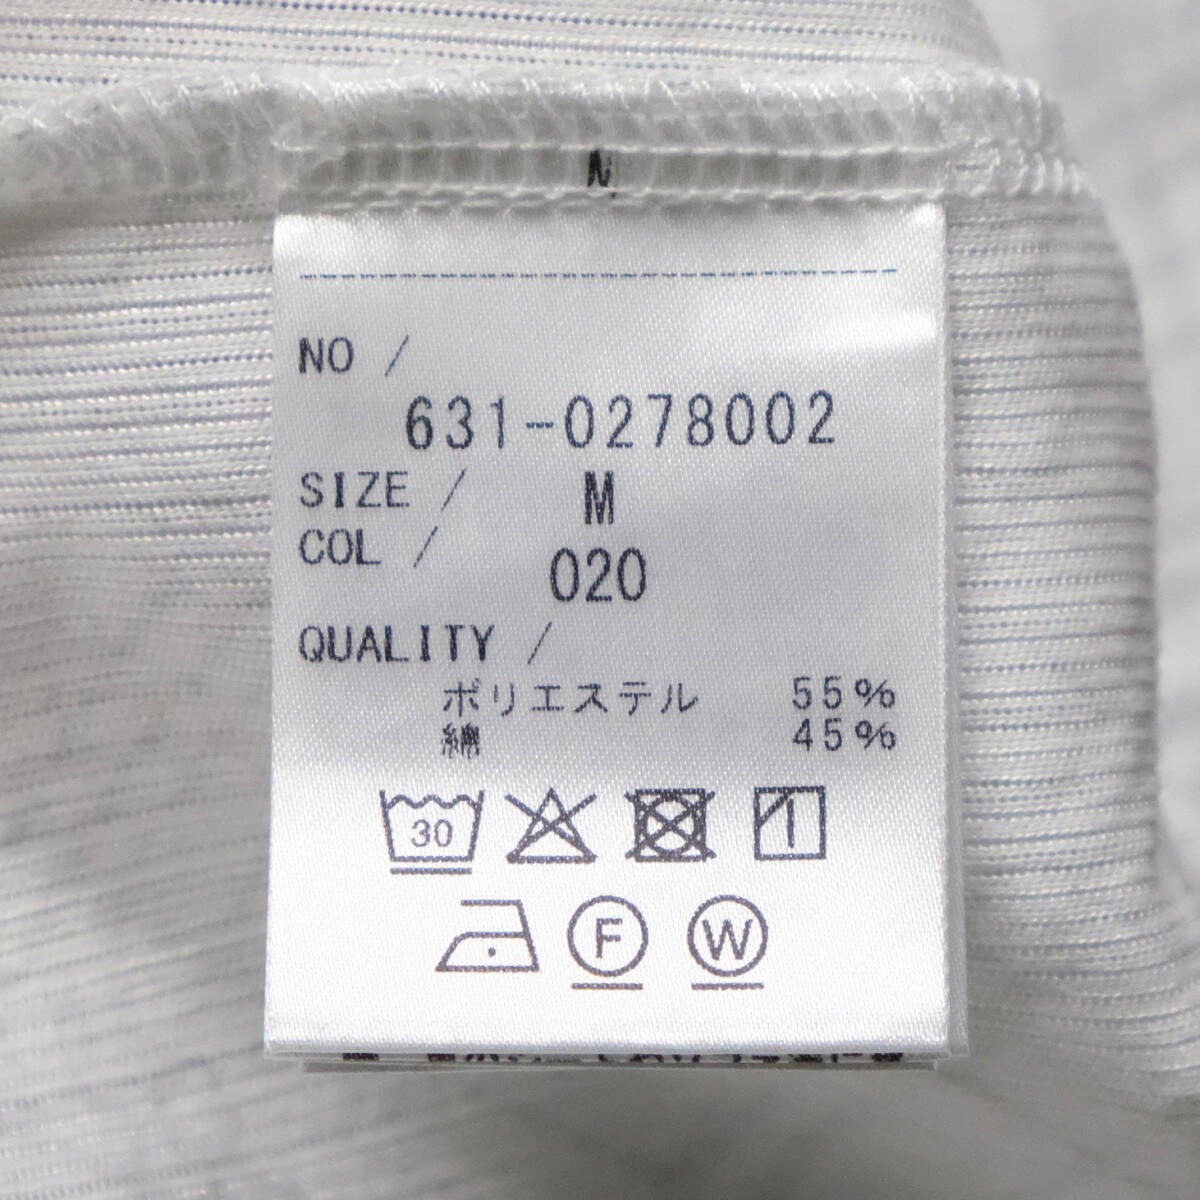 NO /
631-0278002
SIZE / M
COL / 020
QUALITY /
ポリエステル 55%
綿 45%
30
F W